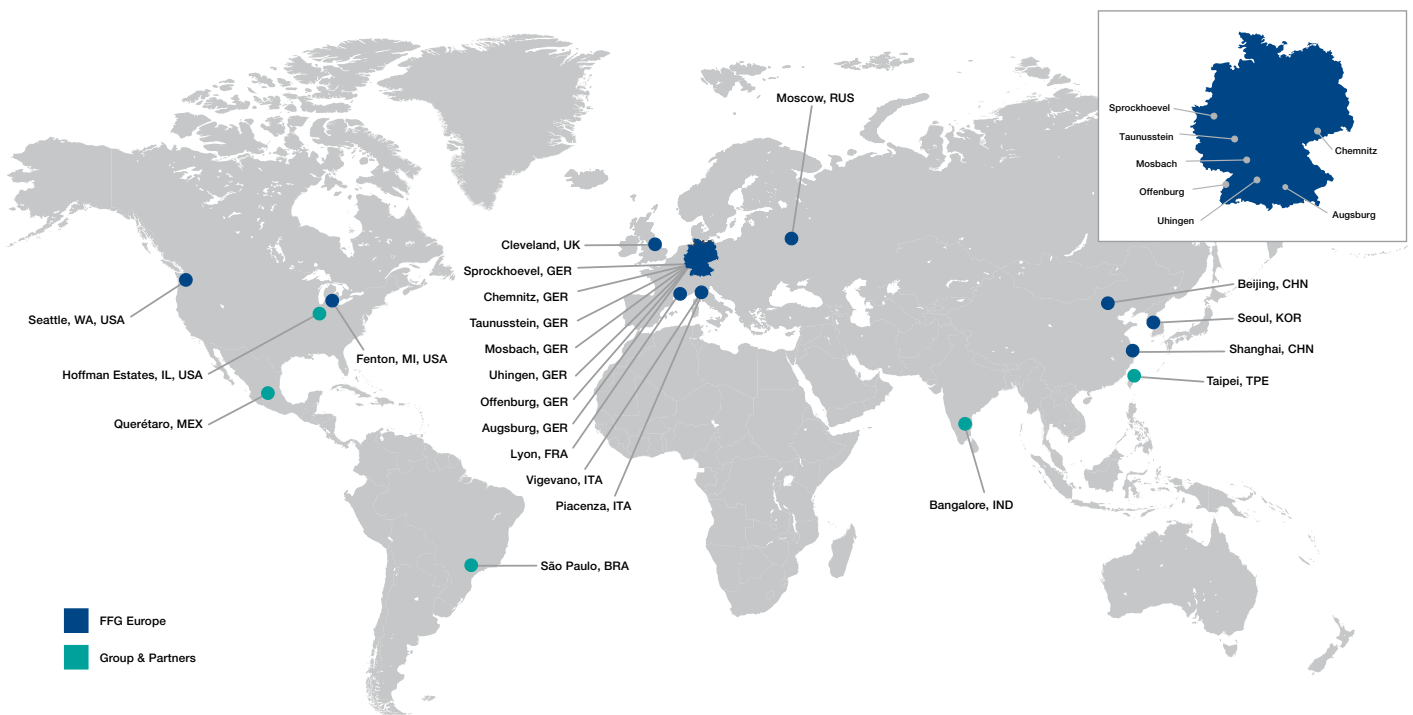 Moscow, RUS
Sprockhoevel
Taunusstein
Mosbach
Offenburg
Uhingen
Chemnitz
Augsburg
Cleveland, UK
Sprockhoevel, GER
Chemnitz, GER
Taunusstein, GER
Mosbach, GER
Uhingen, GER
Offenburg, GER
Augsburg, GER
Lyon, FRA
Vigevano, ITA
Piacenza, ITA
Seattle, WA, USA
Fenton, MI, USA
Hoffman Estates, IL, USA
Querétaro, MEX
São Paulo, BRA
Beijing, CHN
Seoul, KOR
Shanghai, CHN
Taipei, TPE
Bangalore, IND
FFG Europe
Group & Partners